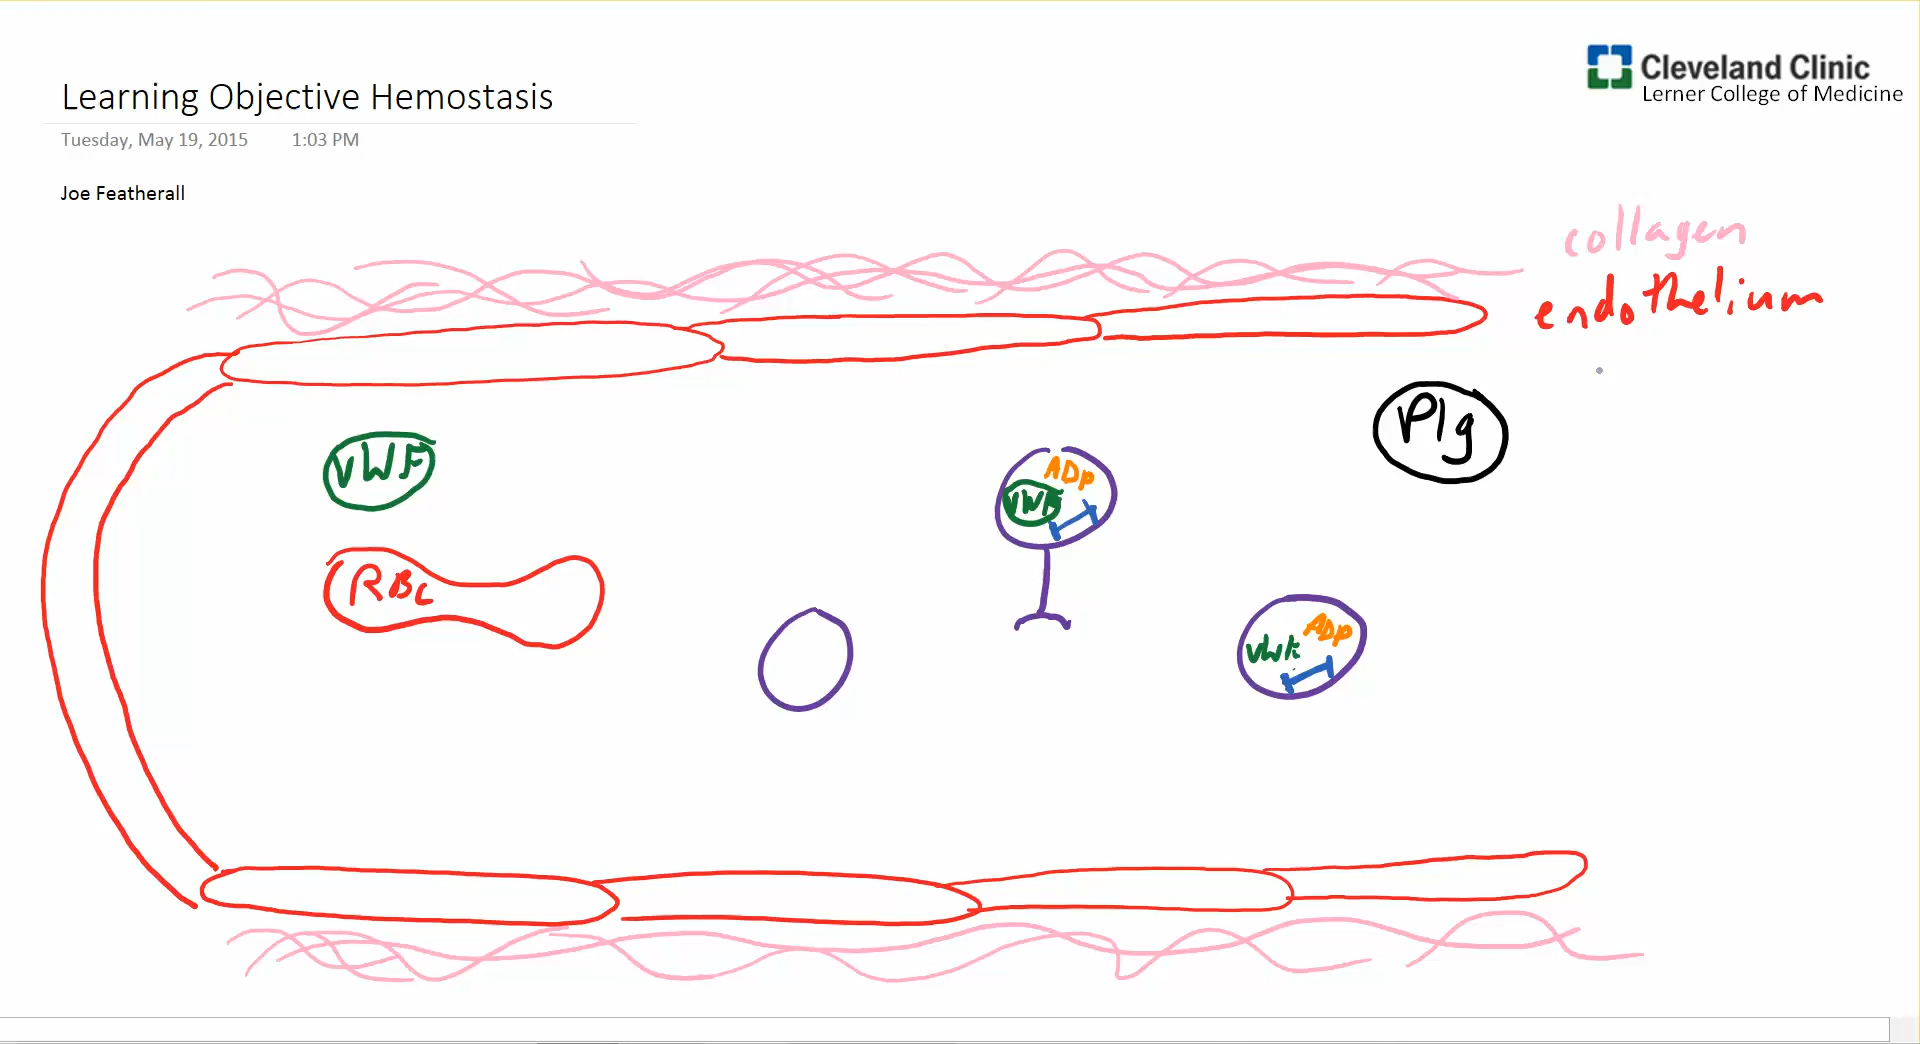 Learning Objective Hemostasis
Tuesday, May 19, 2015 1:03 PM
Joe Featherall
Cleveland Clinic
Lerner College of Medicine
collagen
endothelium
Plg
VWF
ADP
VWF
RBC
ADP
VWF